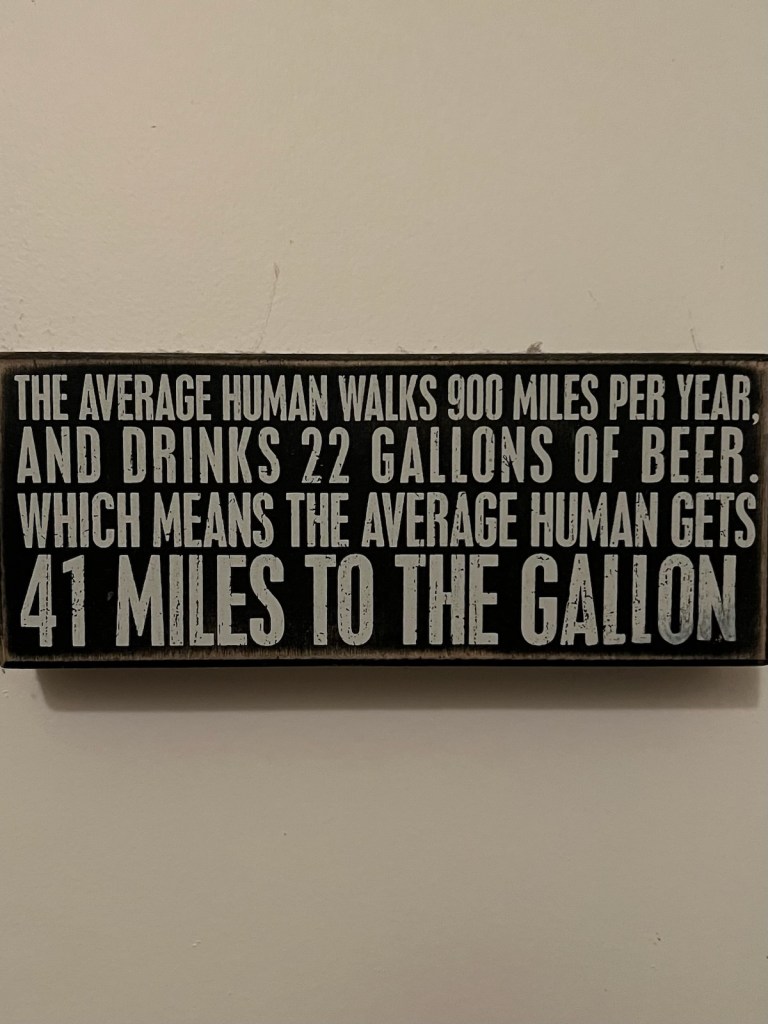 THE AVERAGE HUMAN WALKS 900 MILES PER YEAR,
AND DRINKS 22 GALLONS OF BEER.
WHICH MEANS THE AVERAGE HUMAN GETS
41 MILES TO THE GALLON